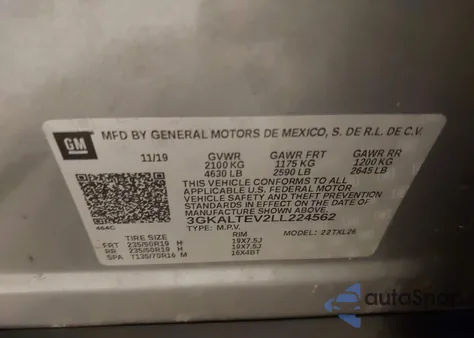 GM
MFD BY GENERAL MOTORS DE MEXICO, S. DE R.L. DE C.V.
11/19 GVWR GAWR FRT GAWR RR
2100 KG 1175 KG 1200 KG
4630 LB 2590 LB 2645 LB
THIS VEHICLE CONFORMS TO ALL
APPLICABLE U.S. FEDERAL MOTOR
VEHICLE SAFETY AND THEFT PREVENTION
STANDARDS IN EFFECT ON THE DATE OF
MANUFACTURE SHOWN ABOVE.
3GKALTEV2LL224562
TYPE: M.P.V. MODEL: 22TXL26
TIRE SIZE RIM
FRT 235/50R19 H 19X7.5J
RR 235/50R19 H 19X7.5J
SPA T135/70R16 M 16X4BT
autoSpar